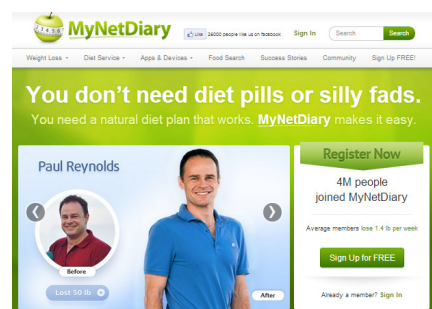 MyNetDiary
Like 26000 people like us on facebook
Sign In
Search
Search
Weight Loss
Diet Service
Apps & Devices
Food Search
Success Stories
Community
Sign Up FREE!
You don't need diet pills or silly fads.
You need a natural diet plan that works. MyNetDiary makes it easy.
Paul Reynolds
Before
Lost 50 lb
After
Register Now
4M people
joined MyNetDiary
Average members lose 1.4 lb per week
Sign Up for FREE
Already a member? Sign In